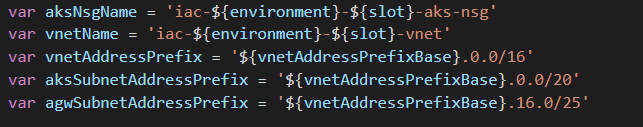 var aksNsgName = 'iac-${environment}-${slot}-aks-nsg'
var vnetName = 'iac-${environment}-${slot}-vnet'
var vnetAddressPrefix = '${vnetAddressPrefixBase}.0.0/16'
var aksSubnetAddressPrefix = '${vnetAddressPrefixBase}.0.0/20'
var agwSubnetAddressPrefix = '${vnetAddressPrefixBase}.16.0/25'